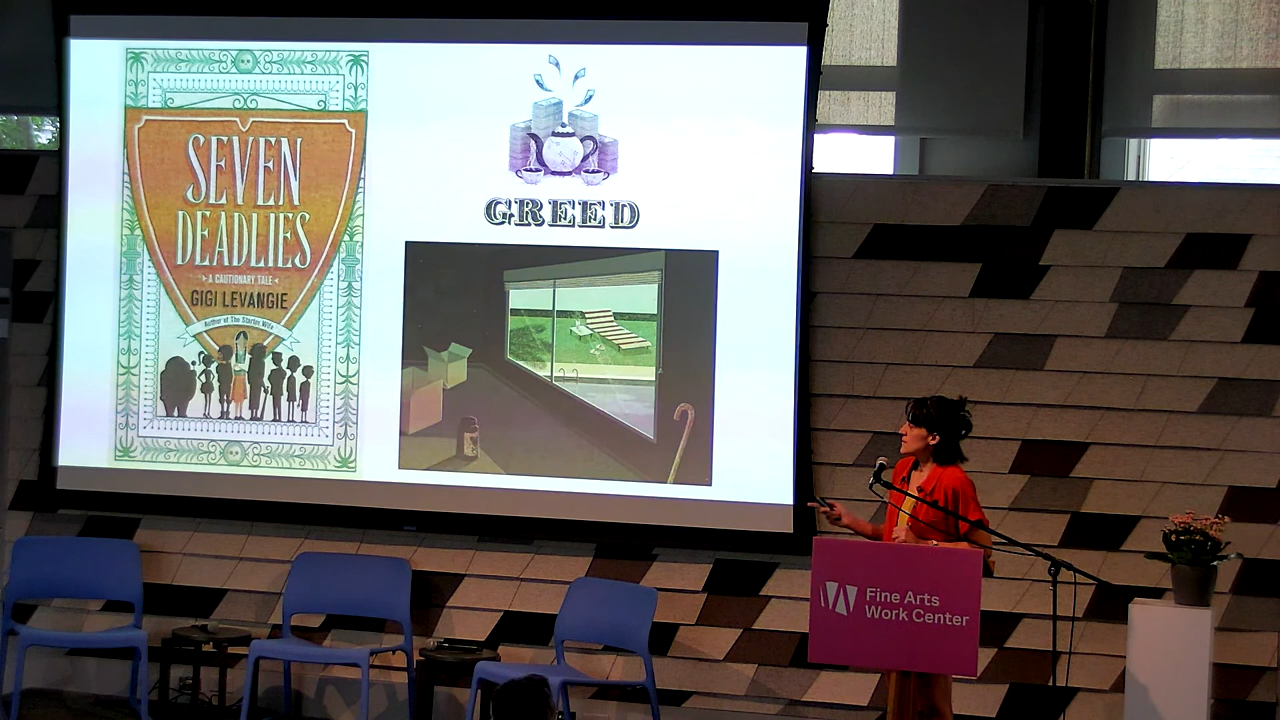 SEVEN
DEADLIES
A CAUTIONARY TALE
GIGI LEVANGIE
Author of The Starter Wife
GREED
Fine Arts
Work Center